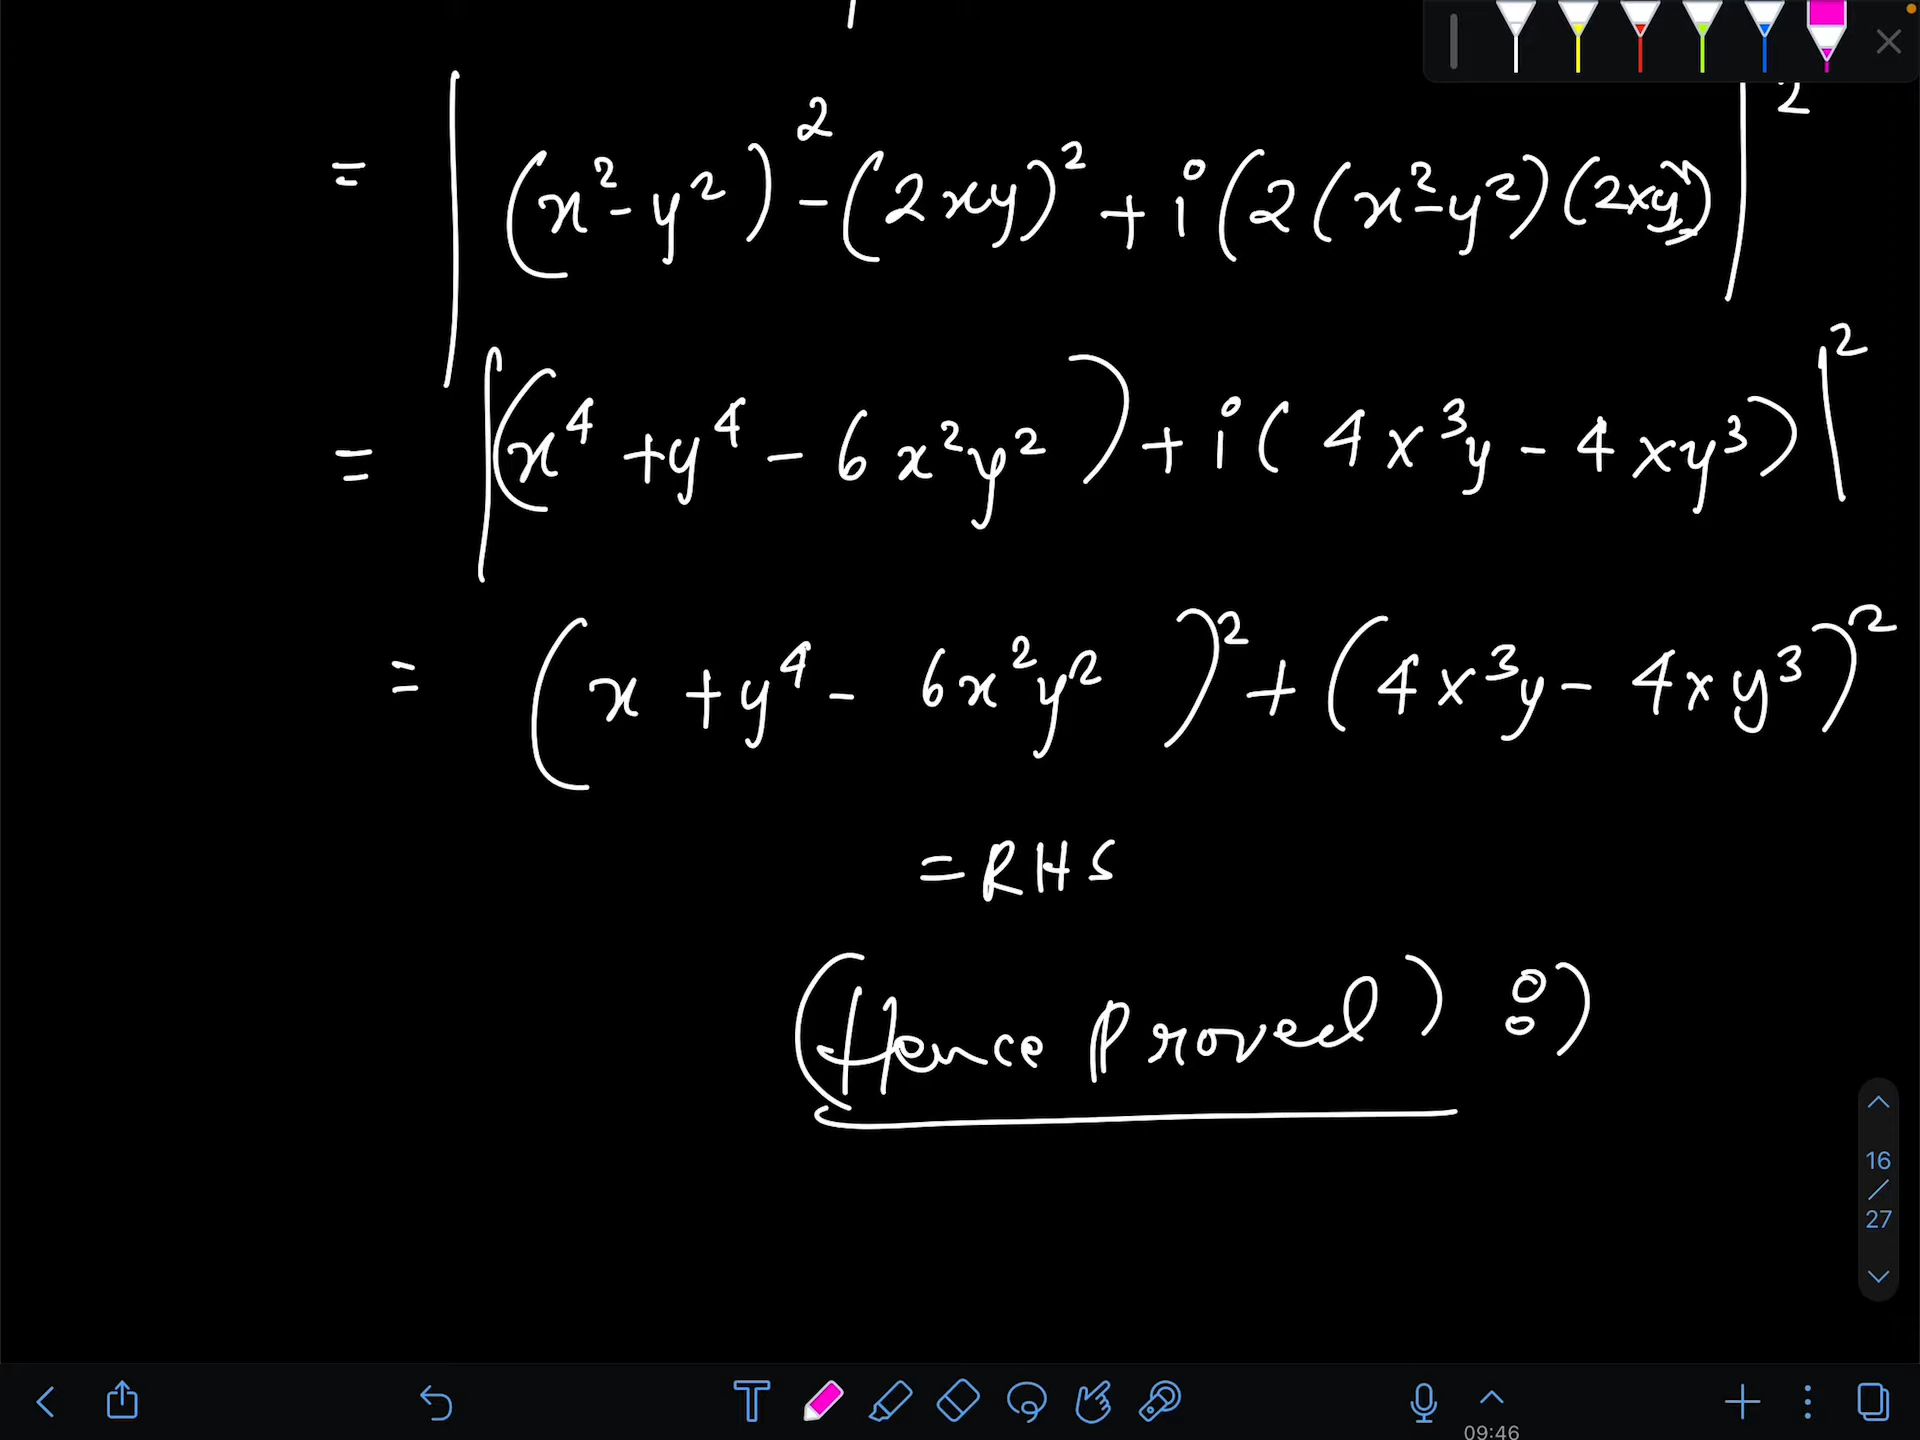 = |(x²-y²)² - (2xy)² + i(2(x²-y²)(2xy))|²
= |(x⁴ + y⁴ - 6x²y²) + i(4x³y - 4xy³)|²
= (x + y⁴ - 6x²y²)² + (4x³y - 4xy³)²
= RHS
(Hence Proved) :)
16
/
27
T
09:46